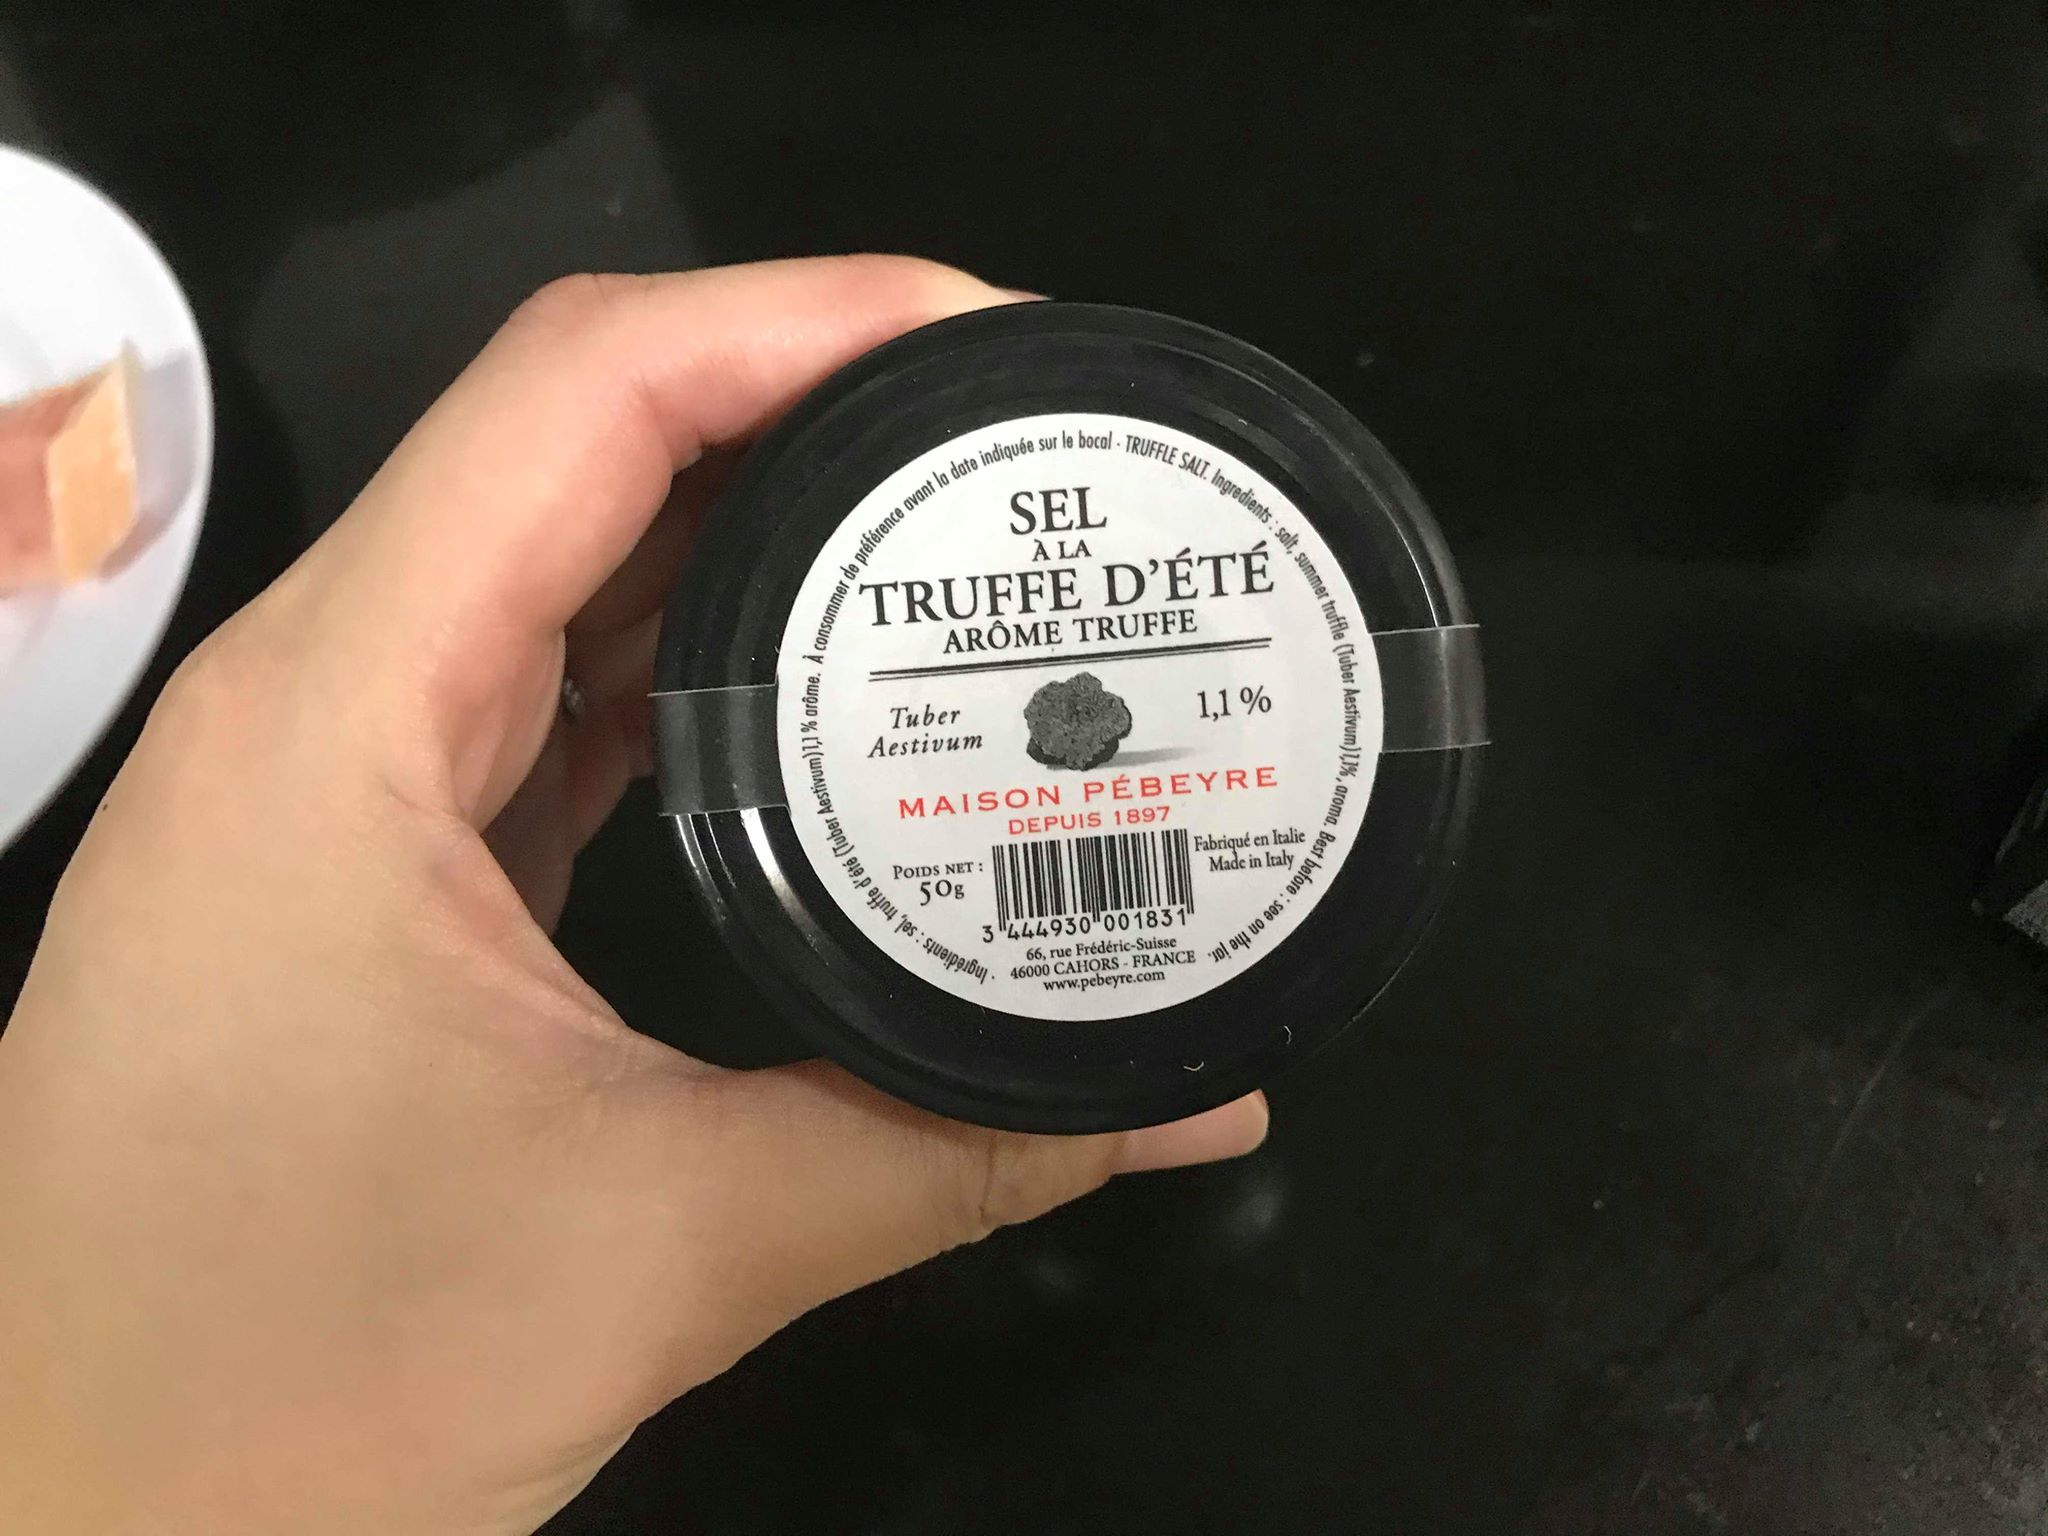 SEL
À LA
TRUFFE D'ÉTÉ
ARÔME TRUFFE
Tuber
Aestivum
1,1 %
MAISON PÉBEYRE
DEPUIS 1897
POIDS NET :
50g
Fabriqué en Italie
Made in Italy
3 444930 001831
66, rue Frédéric-Suisse
46000 CAHORS - FRANCE
www.pebeyre.com
· Ingrédients : sel, truffe d'été (Tuber Aestivum)1,1 % arôme. À consommer de préférence avant la date indiquée sur le bocal - TRUFFLE SALT. Ingredients : salt, summer truffle (Tuber Aestivum)1,1%, aroma. Best before : see on the jar.